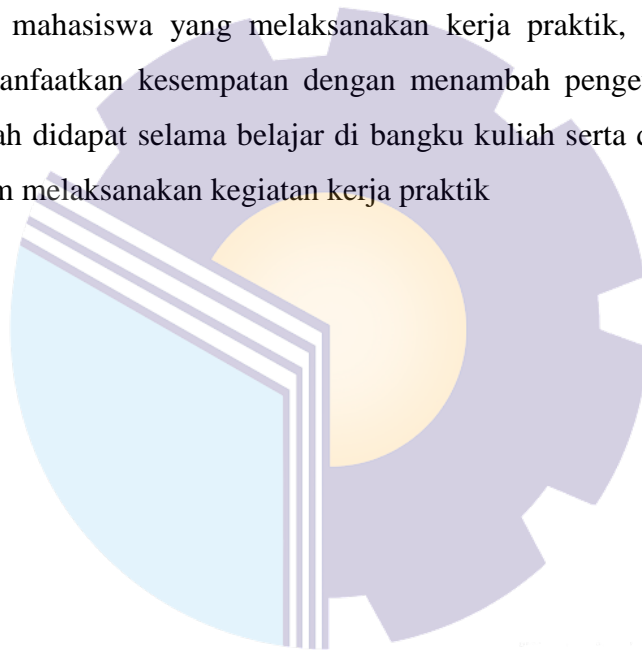 mahasiswa yang melaksanakan kerja praktik,
anfaatkan kesempatan dengan menambah penge
ah didapat selama belajar di bangku kuliah serta
m melaksanakan kegiatan kerja praktik